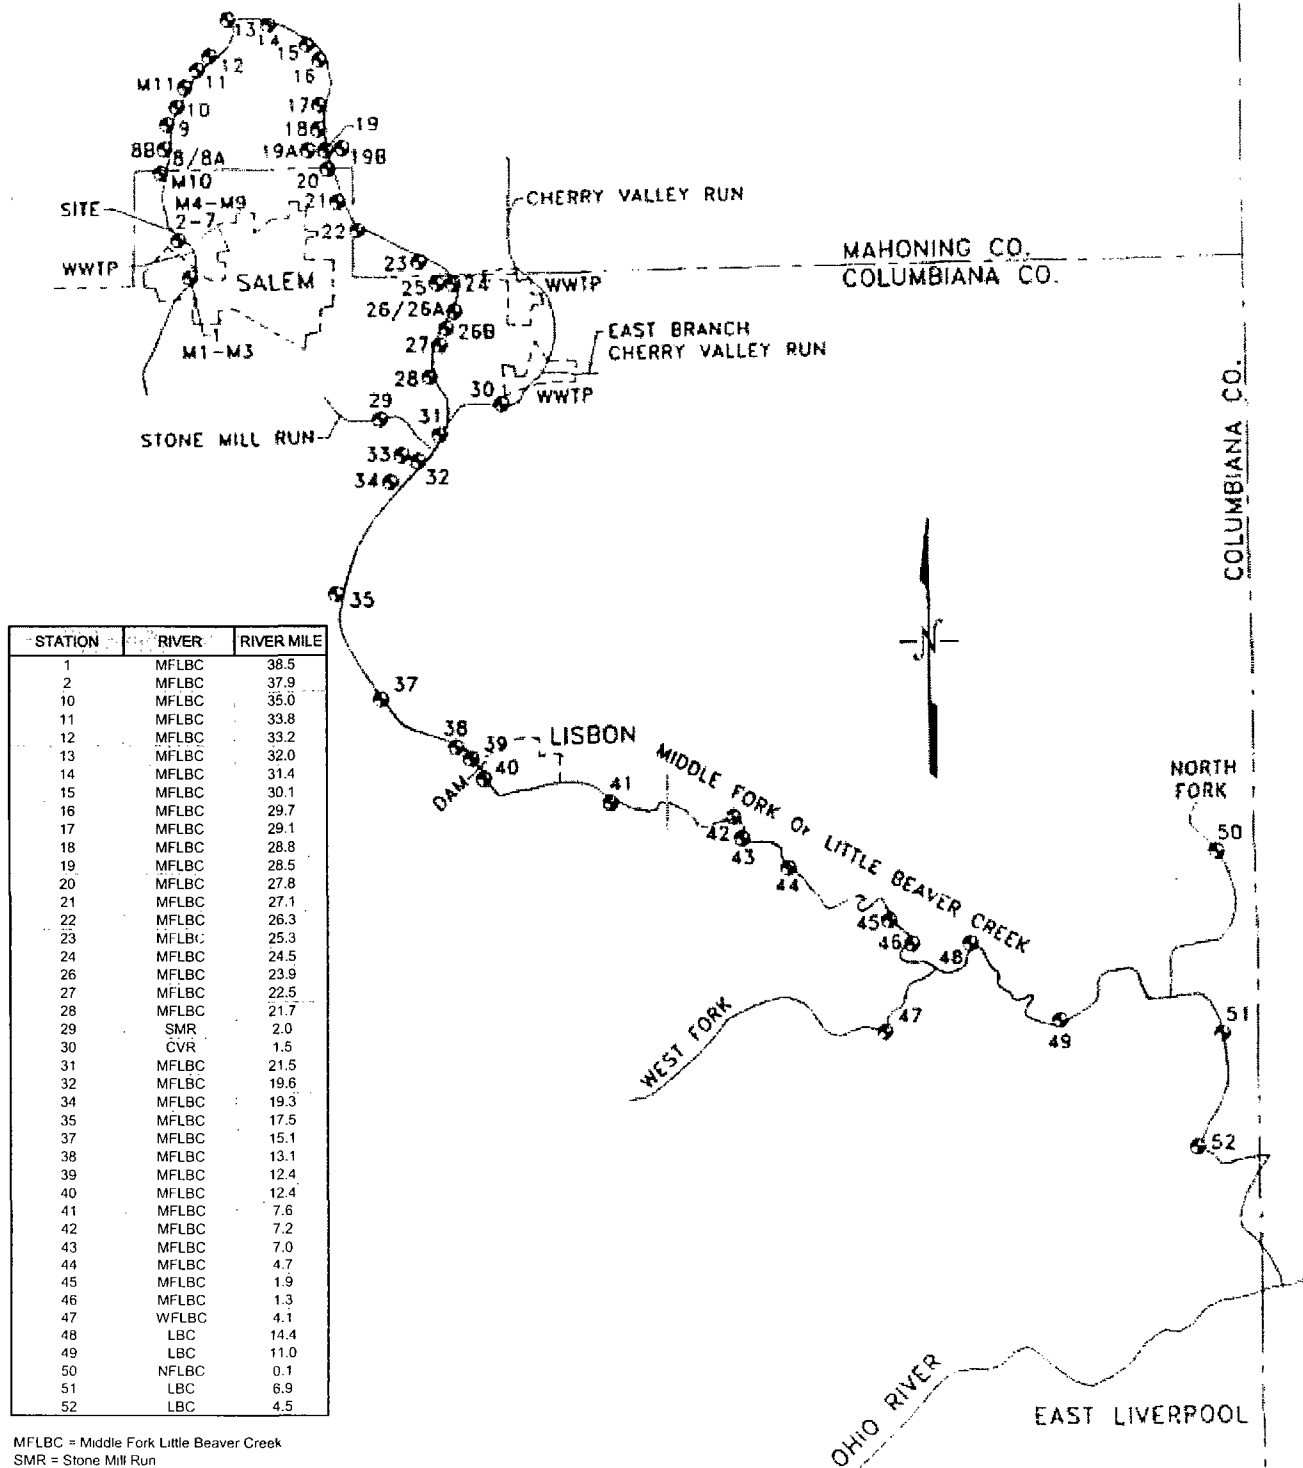 13
14
15
12
16
M11
11
10
17
9
18
19
8B
8/8A
19A
19B
M10
20
M4-M9
21
CHERRY VALLEY RUN
SITE
2-7
22
MAHONING CO.
WWTP
23
COLUMBIANA CO.
SALEM
25
24
WWTP
26/26A
1
26B
EAST BRANCH
CHERRY VALLEY RUN
M1-M3
27
28
30
WWTP
29
31
STONE MILL RUN
33
32
34
COLUMBIANA CO.
35
N
37
38
39
LISBON
40
DAM
41
MIDDLE FORK Or LITTLE BEAVER CREEK
42
43
44
45
46
48
NORTH
FORK
50
WEST FORK
47
49
51
52
OHIO RIVER
EAST LIVERPOOL
STATION RIVER RIVER MILE
1 MFLBC 38.5
2 MFLBC 37.9
10 MFLBC 35.0
11 MFLBC 33.8
12 MFLBC 33.2
13 MFLBC 32.0
14 MFLBC 31.4
15 MFLBC 30.1
16 MFLBC 29.7
17 MFLBC 29.1
18 MFLBC 28.8
19 MFLBC 28.5
20 MFLBC 27.8
21 MFLBC 27.1
22 MFLBC 26.3
23 MFLBC 25.3
24 MFLBC 24.5
26 MFLBC 23.9
27 MFLBC 22.5
28 MFLBC 21.7
29 SMR 2.0
30 CVR 1.5
31 MFLBC 21.5
32 MFLBC 19.6
34 MFLBC 19.3
35 MFLBC 17.5
37 MFLBC 15.1
38 MFLBC 13.1
39 MFLBC 12.4
40 MFLBC 12.4
41 MFLBC 7.6
42 MFLBC 7.2
43 MFLBC 7.0
44 MFLBC 4.7
45 MFLBC 1.9
46 MFLBC 1.3
47 WFLBC 4.1
48 LBC 14.4
49 LBC 11.0
50 NFLBC 0.1
51 LBC 6.9
52 LBC 4.5
MFLBC = Middle Fork Little Beaver Creek
SMR = Stone Mill Run